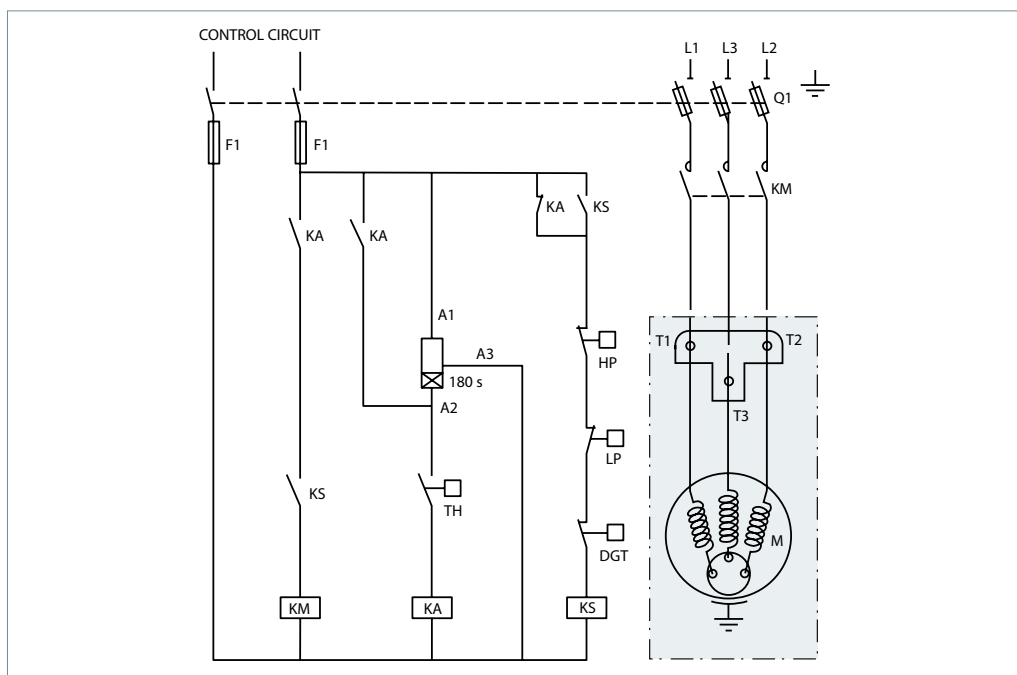 CONTROL CIRCUIT
L1 L3 L2
Q1
F1 F1
KM
KA KA KA KS
A1
T1 T2
A3
HP
180 s
A2
T3
LP
KS
TH
M
DGT
KM KA KS